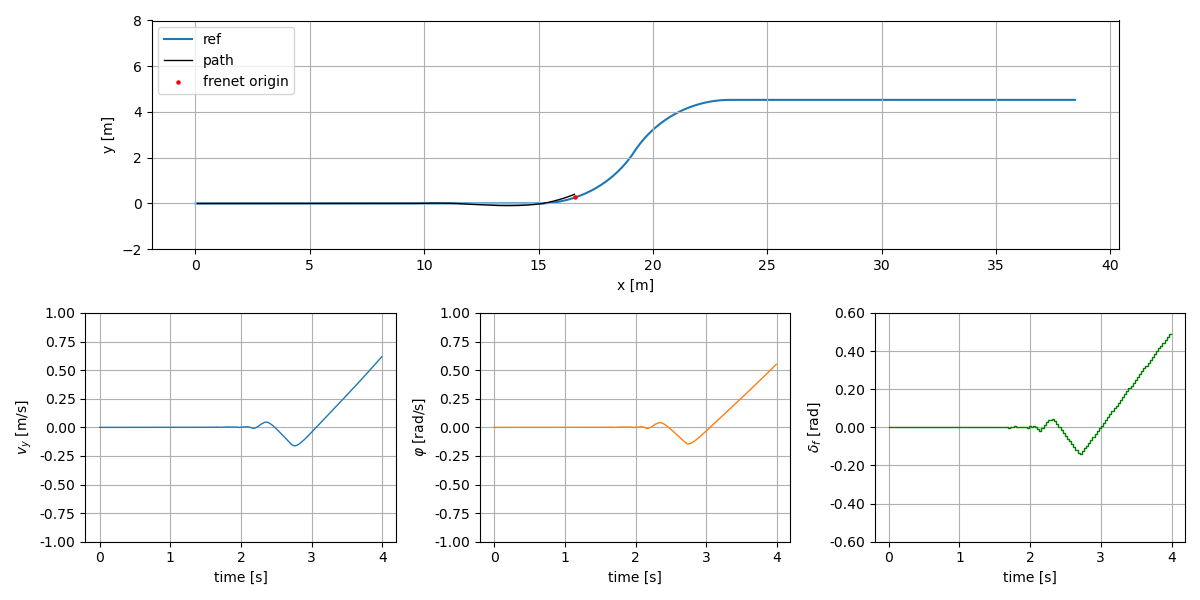 8
6
4
2
0
−2
y [m]
ref
path
frenet origin
0 5 10 15 20 25 30 35 40
x [m]
1.00
0.75
0.50
0.25
0.00
-0.25
-0.50
-0.75
-1.00
v_y [m/s]
0 1 2 3 4
time [s]
1.00
0.75
0.50
0.25
0.00
-0.25
-0.50
-0.75
-1.00
φ [rad/s]
0 1 2 3 4
time [s]
0.60
0.40
0.20
0.00
-0.20
-0.40
-0.60
δ_f [rad]
0 1 2 3 4
time [s]